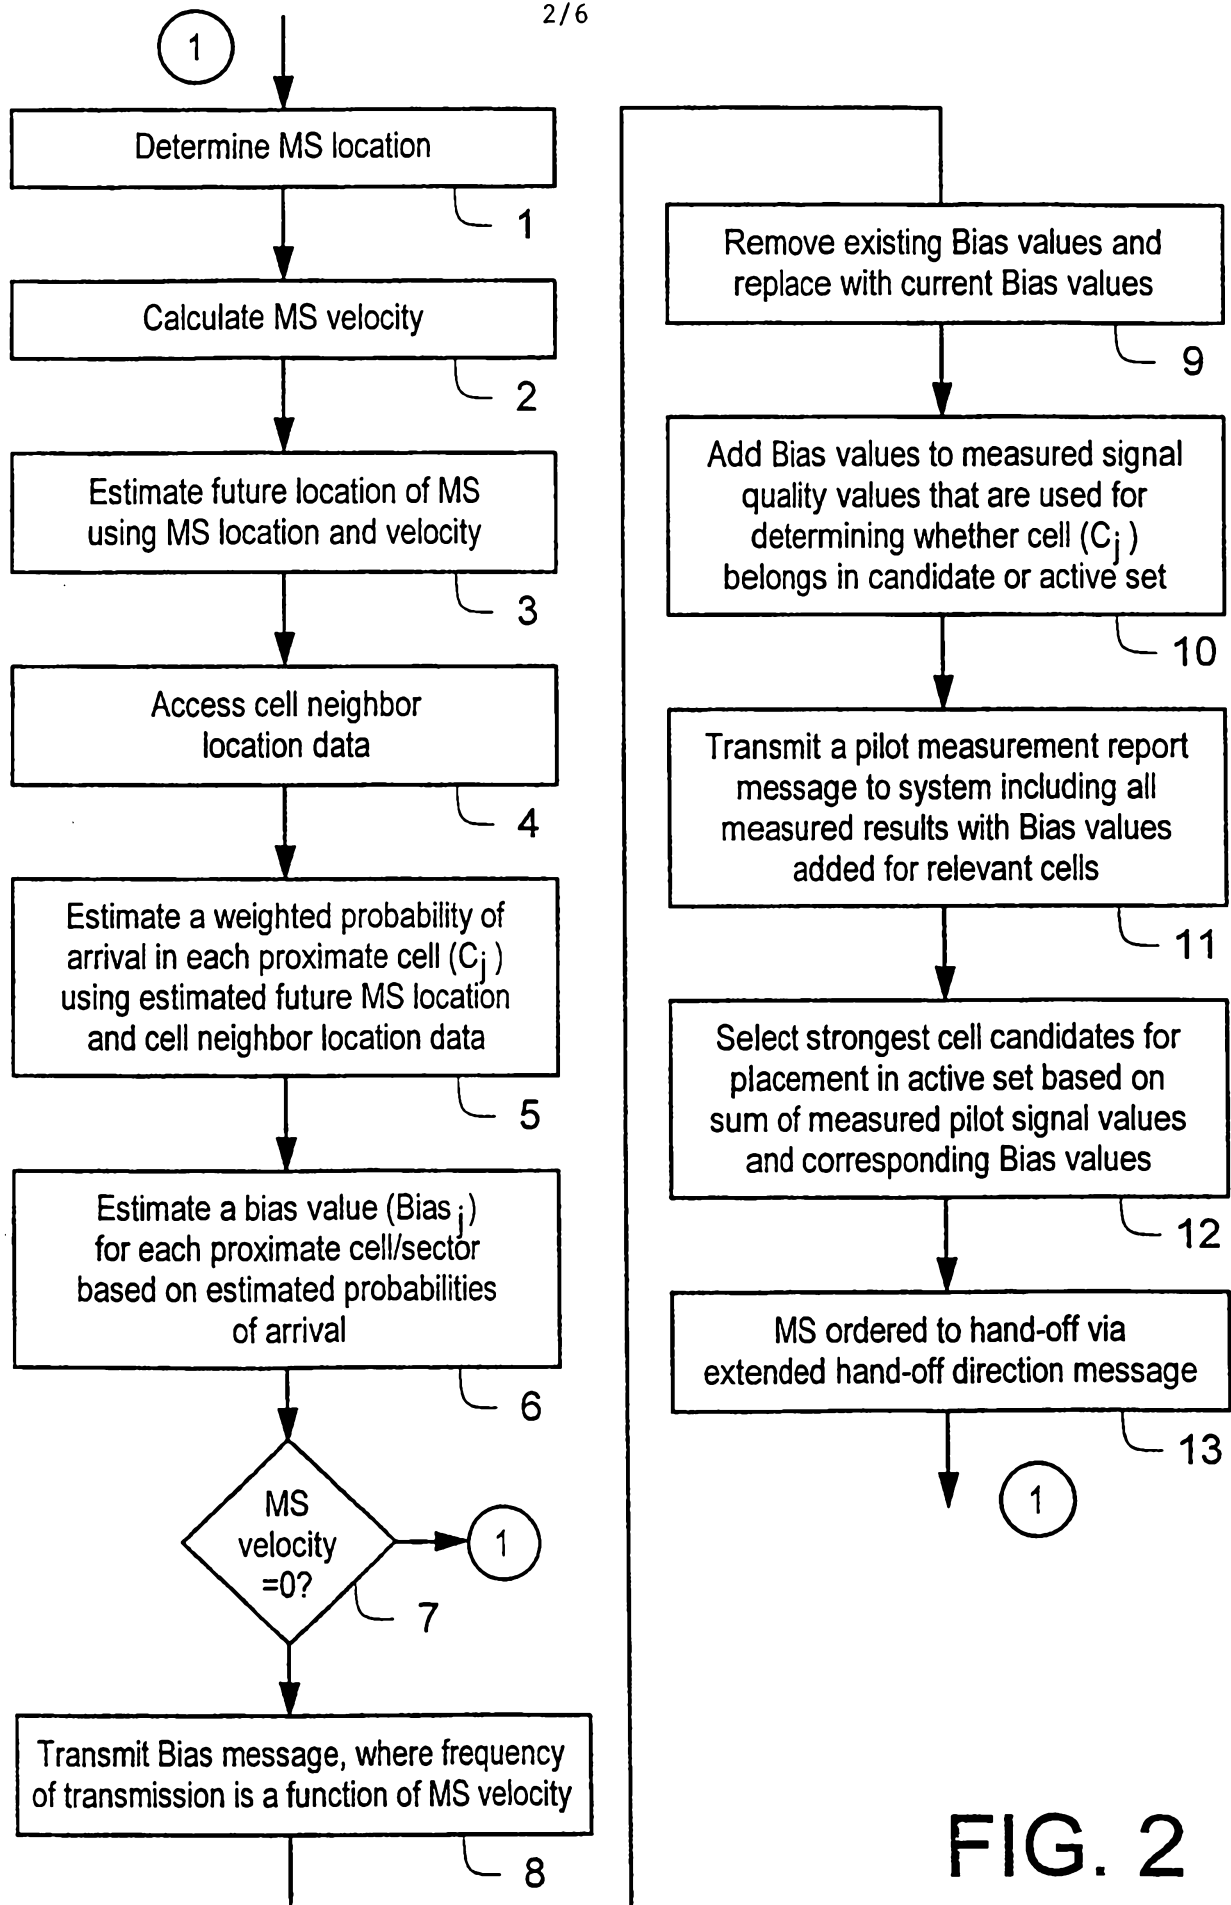 2/6
1
Determine MS location
1
Calculate MS velocity
2
Estimate future location of MS
using MS location and velocity
3
Access cell neighbor
location data
4
Estimate a weighted probability of
arrival in each proximate cell (Cj)
using estimated future MS location
and cell neighbor location data
5
Estimate a bias value (Biasj)
for each proximate cell/sector
based on estimated probabilities
of arrival
6
MS
velocity
=0?
1
7
Transmit Bias message, where frequency
of transmission is a function of MS velocity
8
Remove existing Bias values and
replace with current Bias values
9
Add Bias values to measured signal
quality values that are used for
determining whether cell (Cj)
belongs in candidate or active set
10
Transmit a pilot measurement report
message to system including all
measured results with Bias values
added for relevant cells
11
Select strongest cell candidates for
placement in active set based on
sum of measured pilot signal values
and corresponding Bias values
12
MS ordered to hand-off via
extended hand-off direction message
13
1
FIG. 2